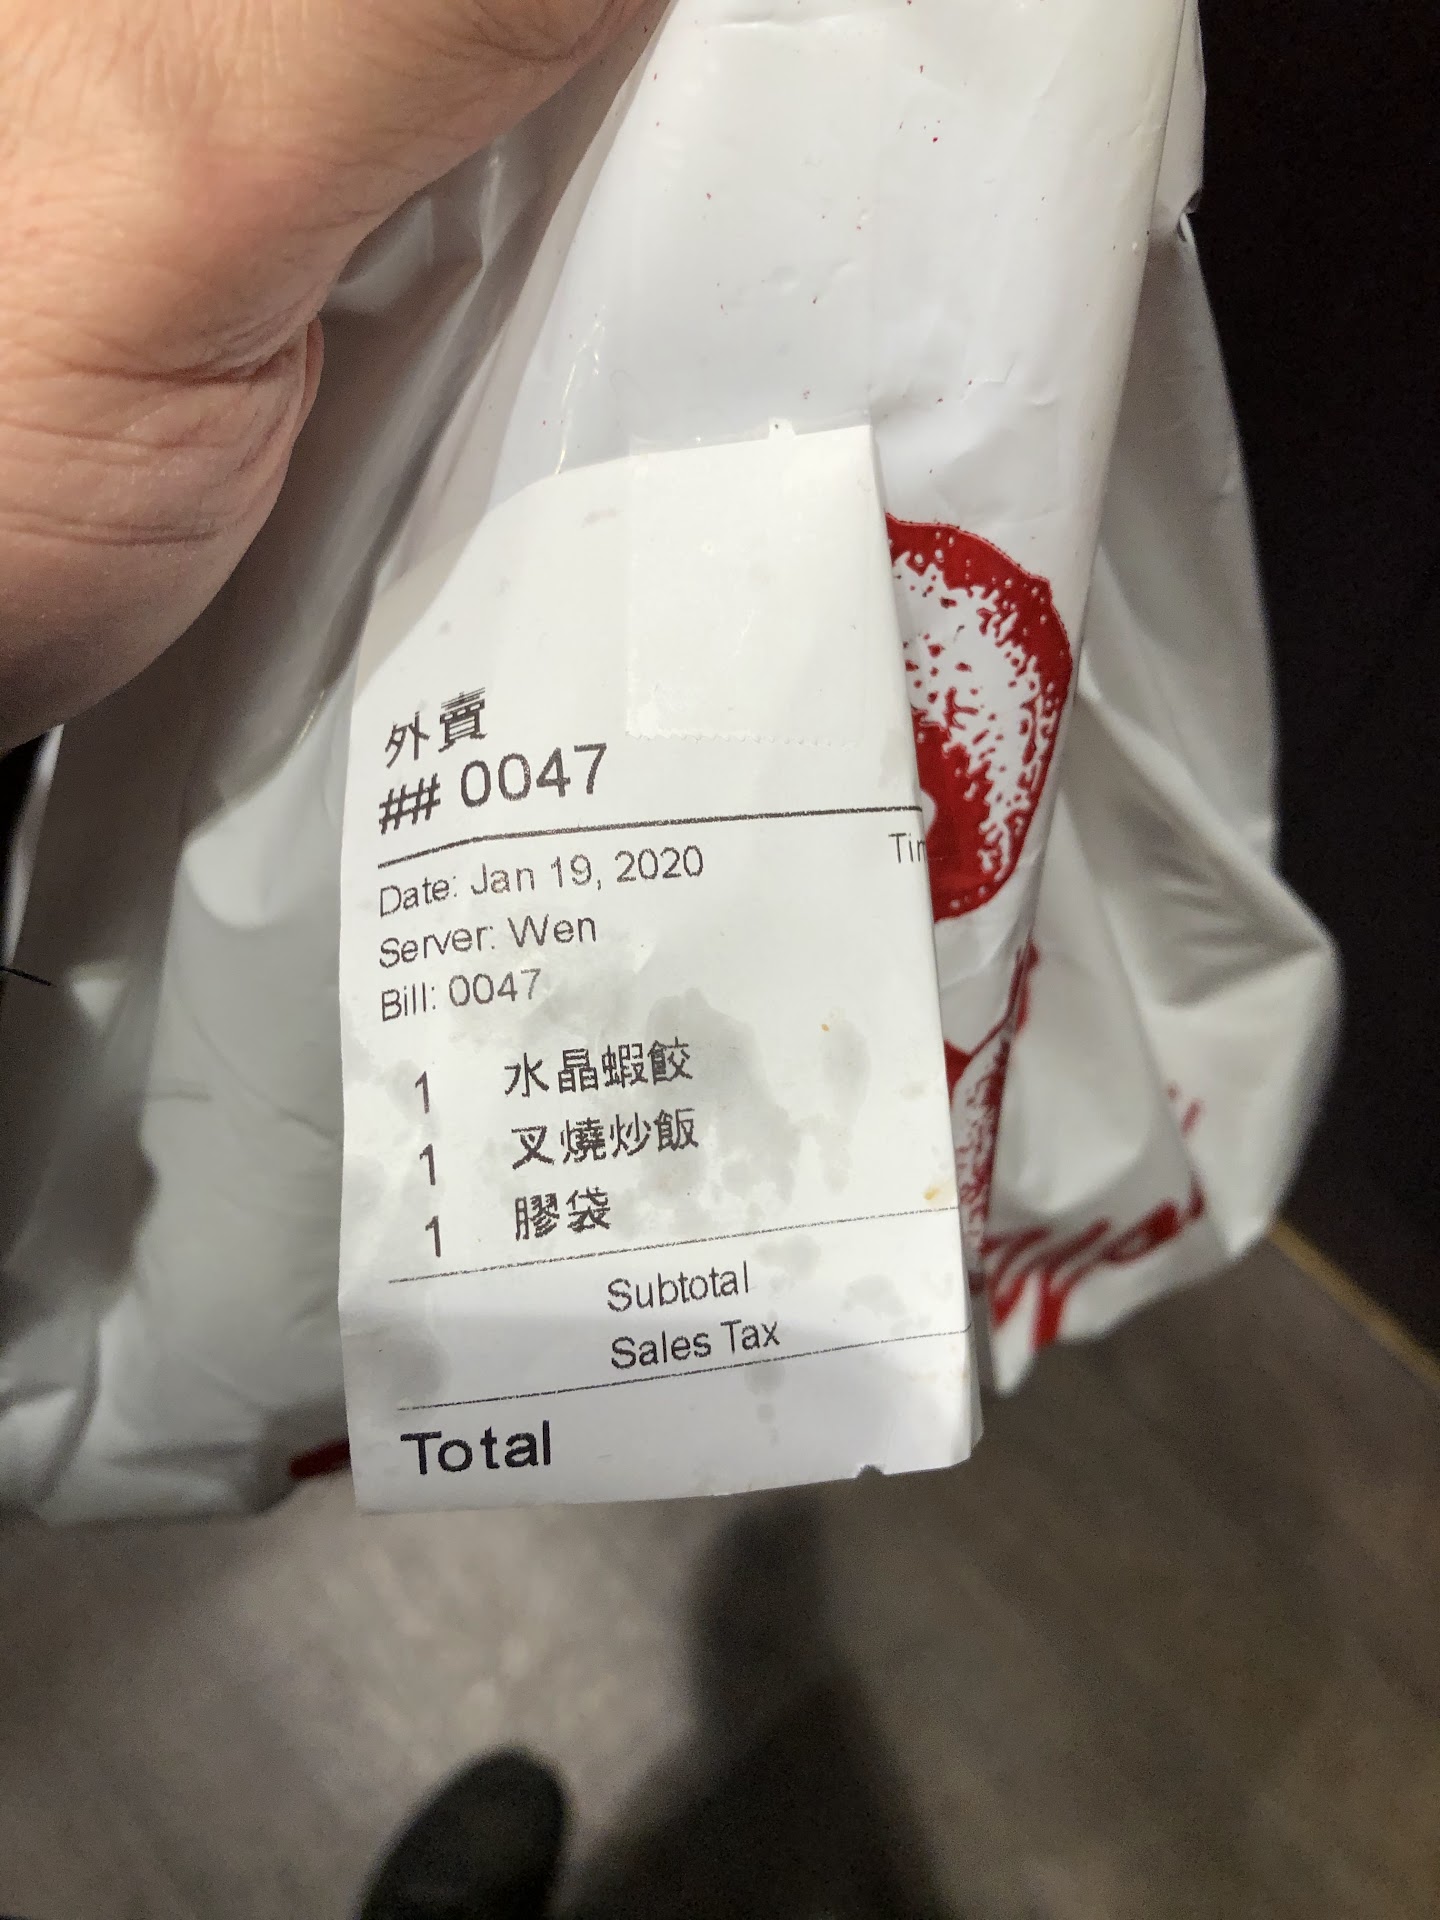 外賣
## 0047
Date: Jan 19, 2020
Server: Wen
Bill: 0047
1 水晶蝦餃
1 叉燒炒飯
1 膠袋
Subtotal
Sales Tax
Total